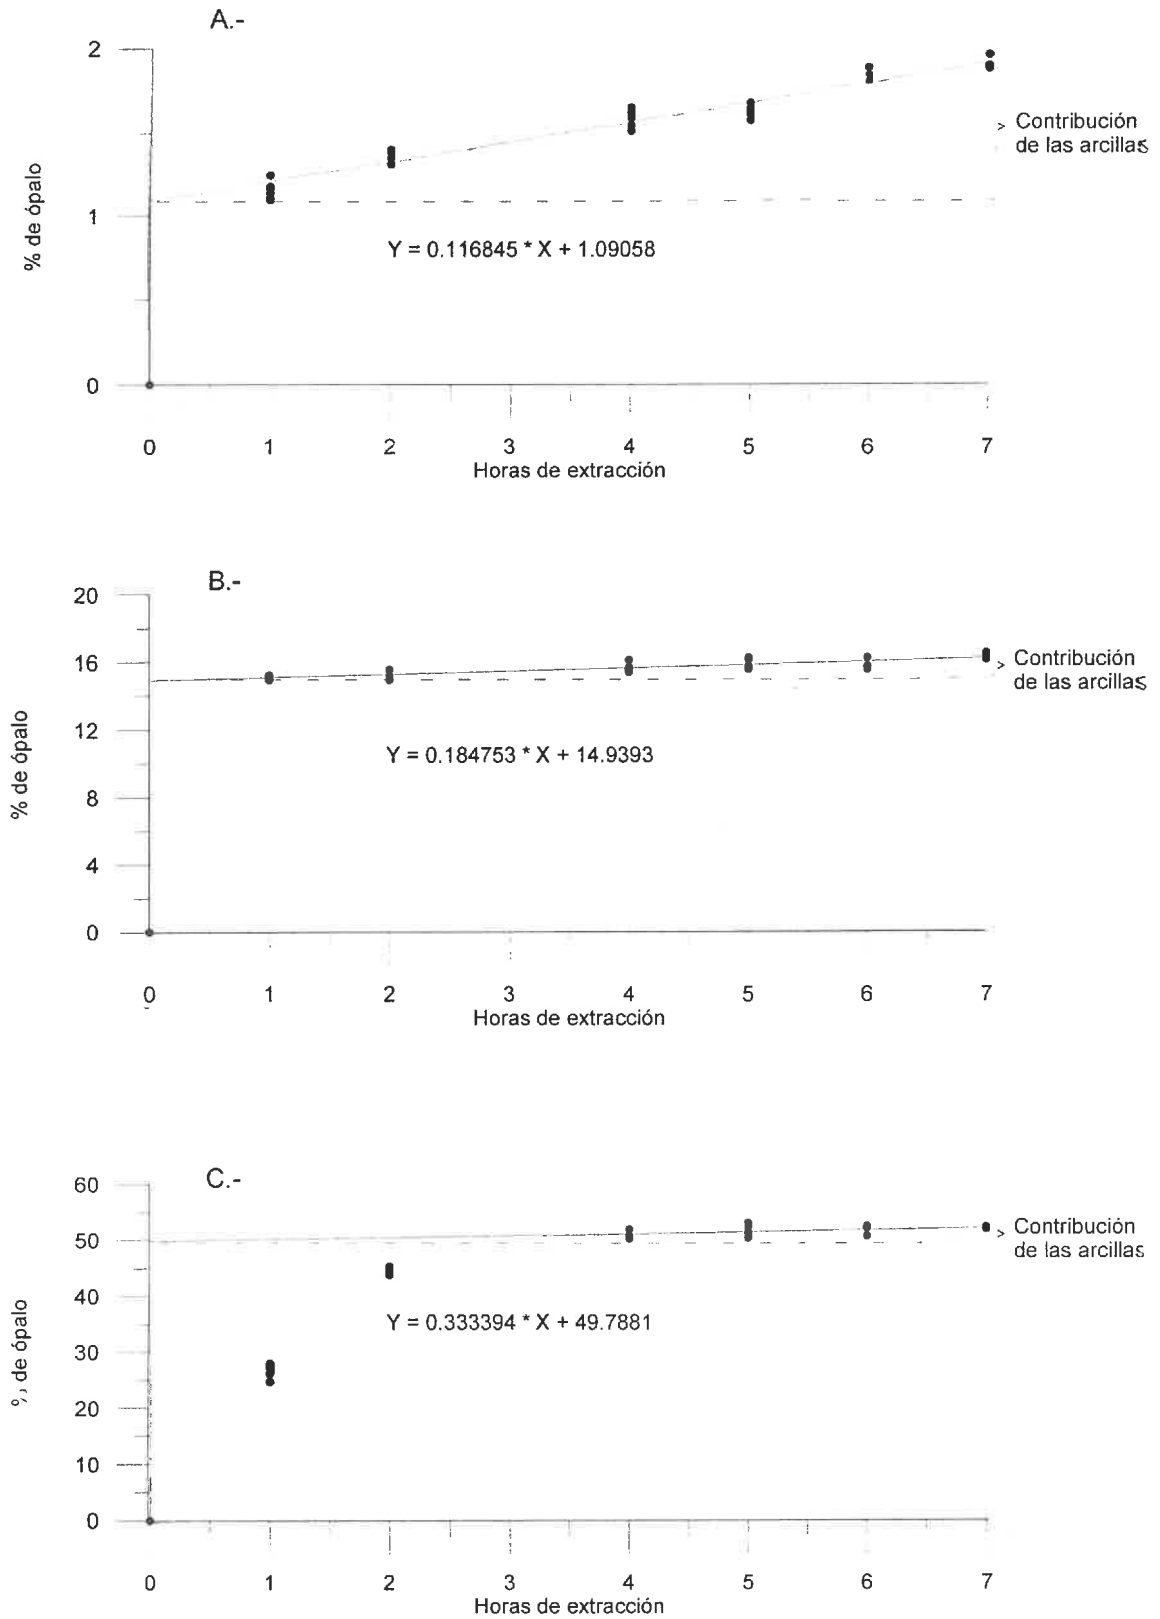 A.-
2
1
0
% de ópalo
> Contribución
de las arcillas
Y = 0.116845 * X + 1.09058
0 1 2 3 4 5 6 7
Horas de extracción
B.-
20
16
12
8
4
0
% de ópalo
> Contribución
de las arcillas
Y = 0.184753 * X + 14.9393
0 1 2 3 4 5 6 7
Horas de extracción
C.-
60
50
40
30
20
10
0
% de ópalo
> Contribución
de las arcillas
Y = 0.333394 * X + 49.7881
0 1 2 3 4 5 6 7
Horas de extracción